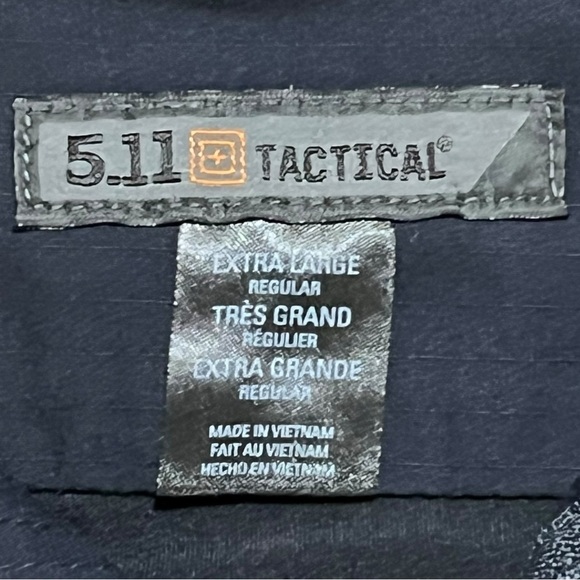 5.11 TACTICAL®
EXTRA LARGE
REGULAR
TRÈS GRAND
RÉGULIER
EXTRA GRANDE
REGULAR
MADE IN VIETNAM
FAIT AU VIETNAM
HECHO EN VIETNAM